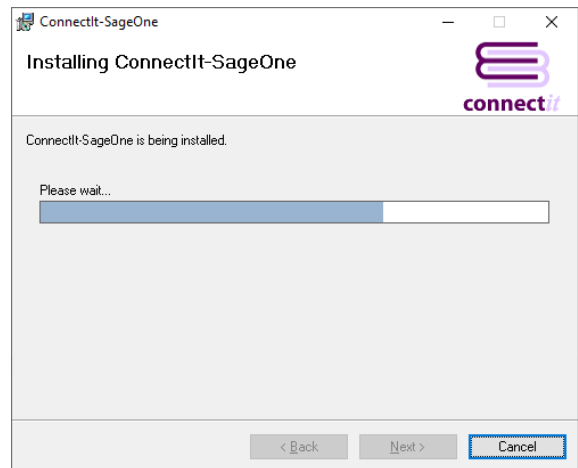 ConnectIt-SageOne
Installing ConnectIt-SageOne
connectit
ConnectIt-SageOne is being installed.
Please wait...
< Back
Next >
Cancel